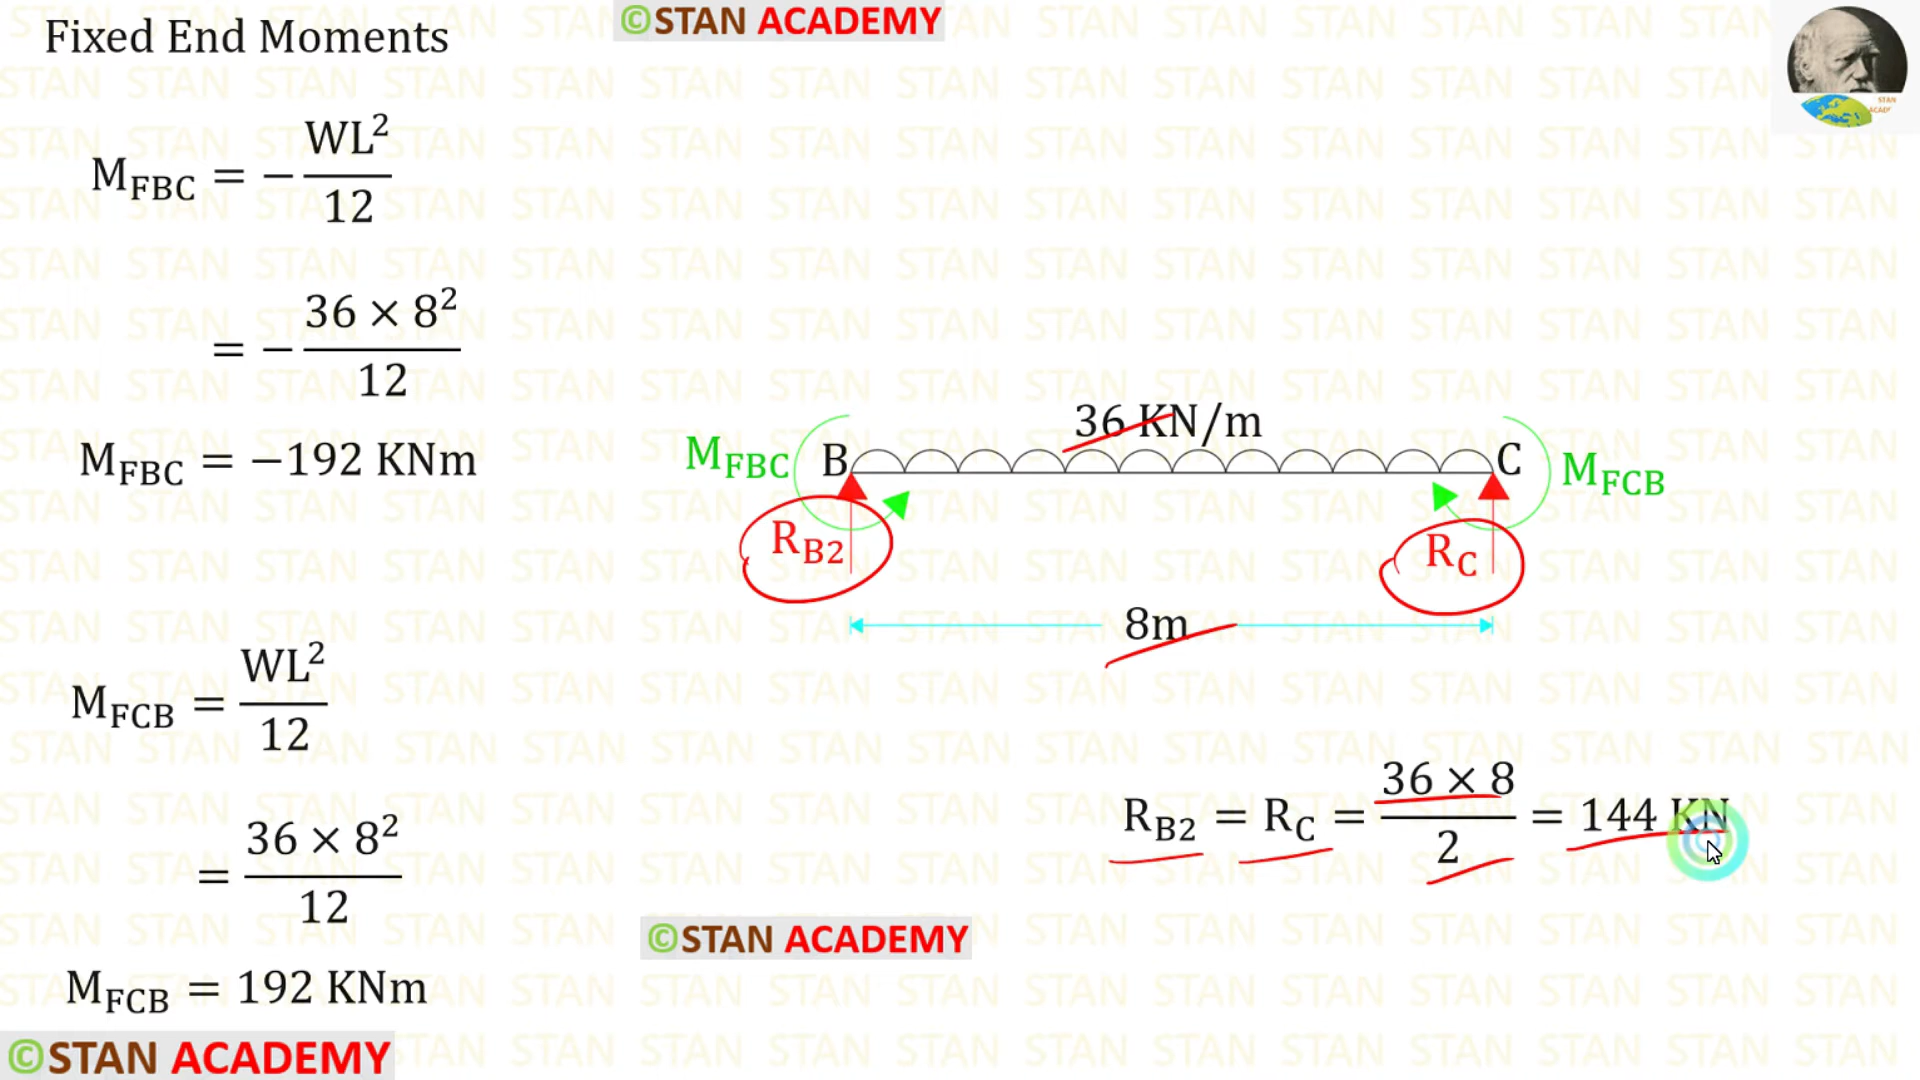 Fixed End Moments
©STAN ACADEMY
STAN ACADEMY
M_FBC = −WL²/12
= −36 × 8²/12
M_FBC = −192 KNm
M_FCB = WL²/12
= 36 × 8²/12
M_FCB = 192 KNm
36 KN/m
M_FBC B C M_FCB
R_B2 R_C
8m
R_B2 = R_C = 36 × 8/2 = 144 KN
©STAN ACADEMY
©STAN ACADEMY